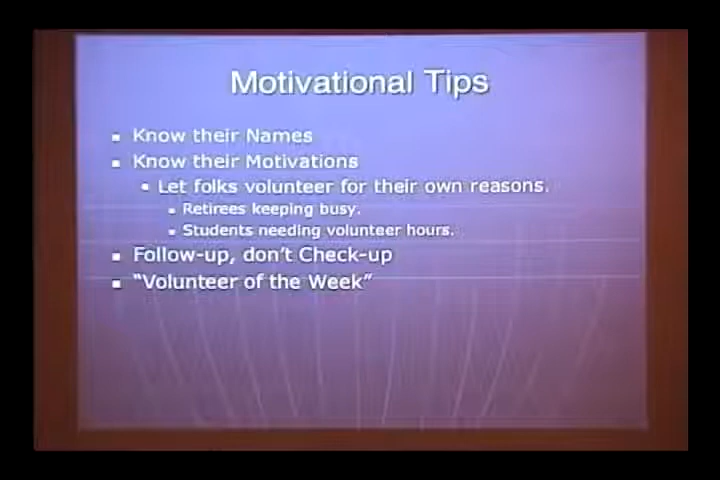 Motivational Tips
Know their Names
Know their Motivations
Let folks volunteer for their own reasons.
Retirees keeping busy.
Students needing volunteer hours.
Follow-up, don't Check-up
"Volunteer of the Week"